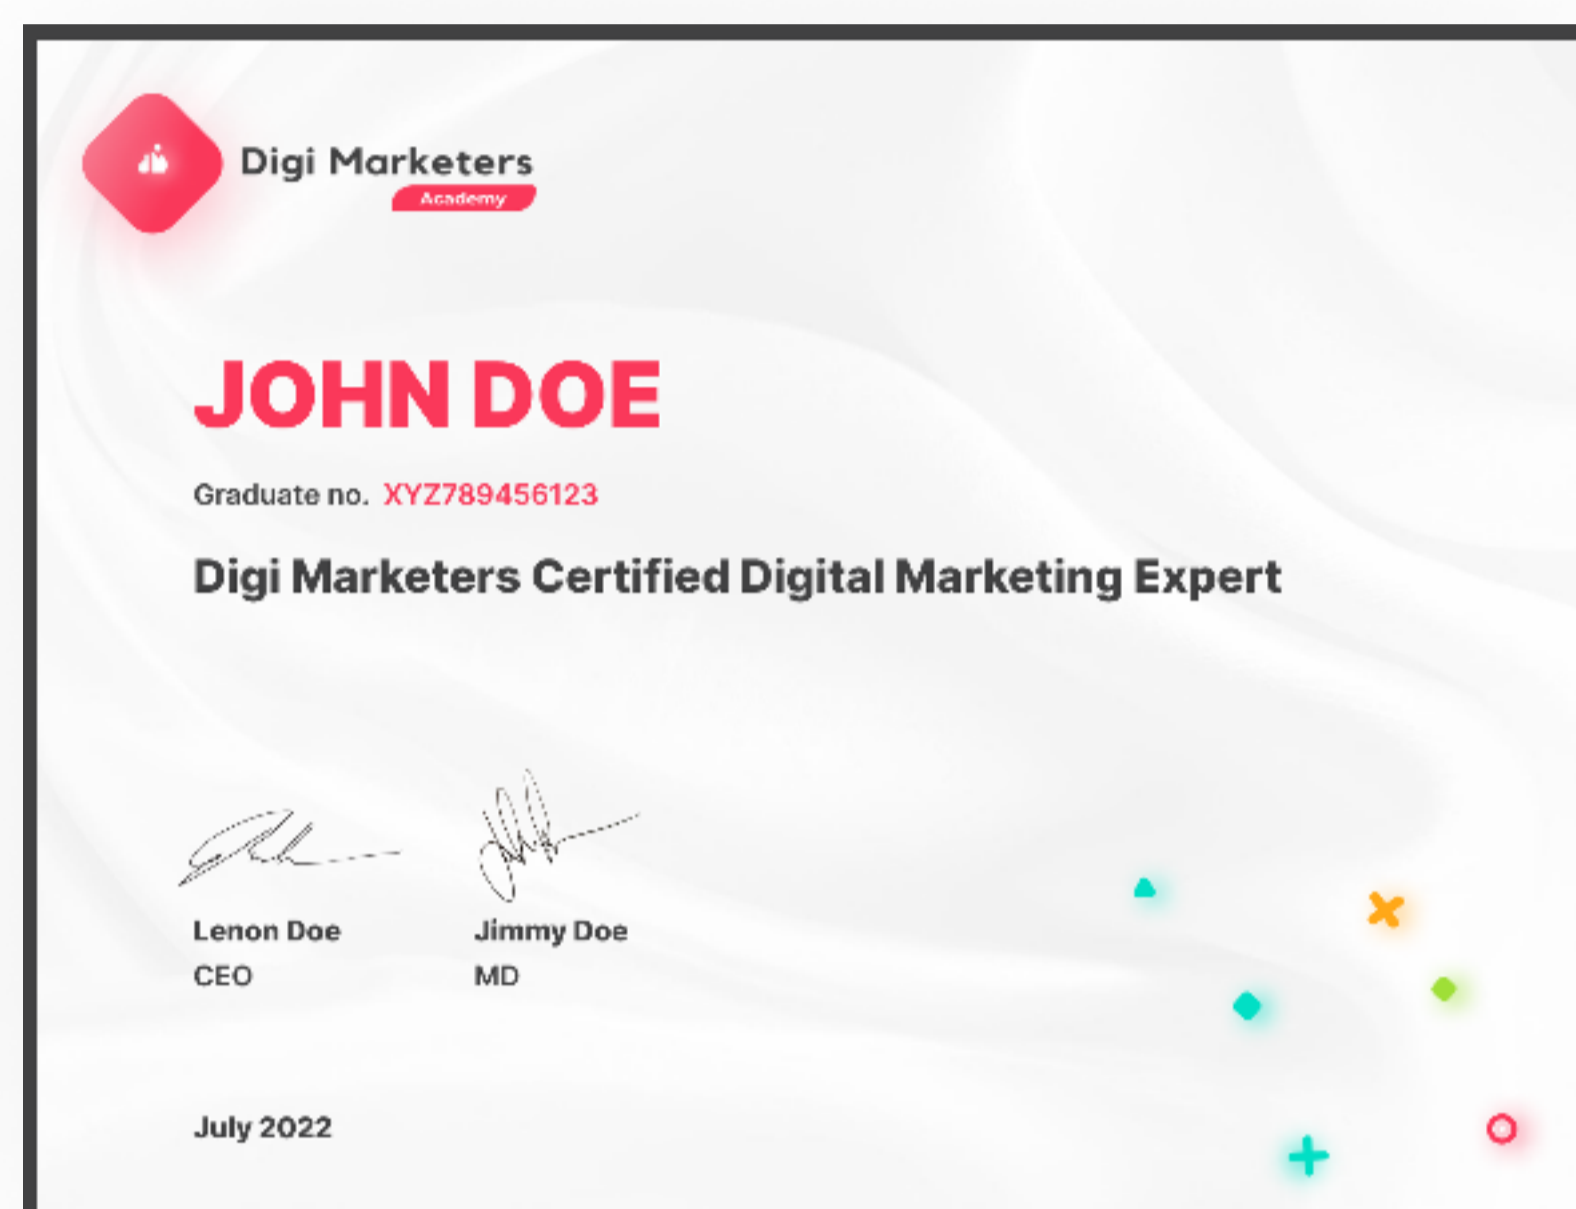 Digi Marketers
Academy
JOHN DOE
Graduate no. XYZ789456123
Digi Marketers Certified Digital Marketing Expert
Lenon Doe
CEO
Jimmy Doe
MD
July 2022